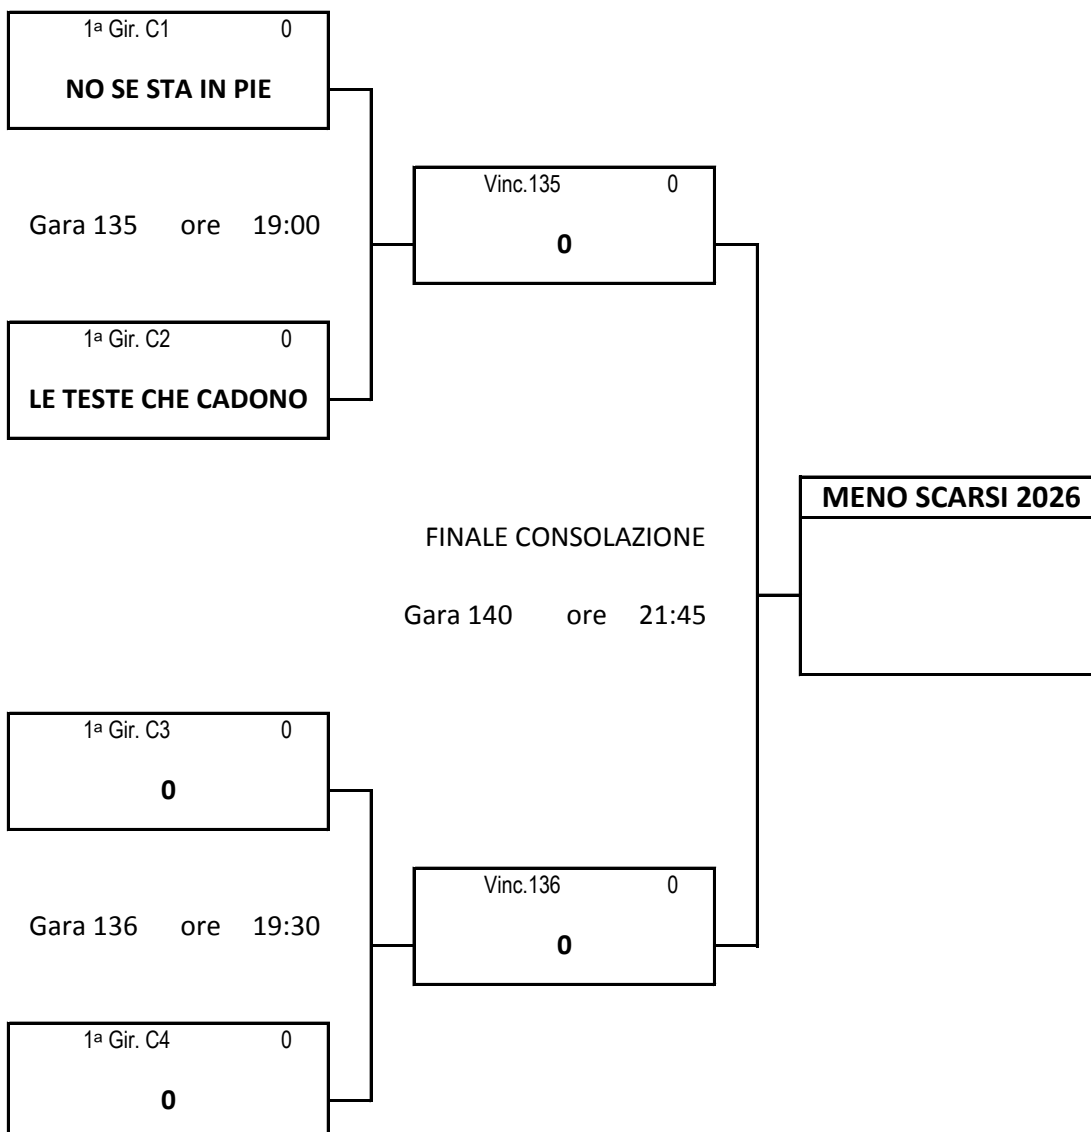 1ª Gir. C1 0
NO SE STA IN PIE
Vinc.135 0
Gara 135 ore 19:00
0
1ª Gir. C2 0
LE TESTE CHE CADONO
MENO SCARSI 2026
FINALE CONSOLAZIONE
Gara 140 ore 21:45
1ª Gir. C3 0
0
Vinc.136 0
Gara 136 ore 19:30
0
1ª Gir. C4 0
0